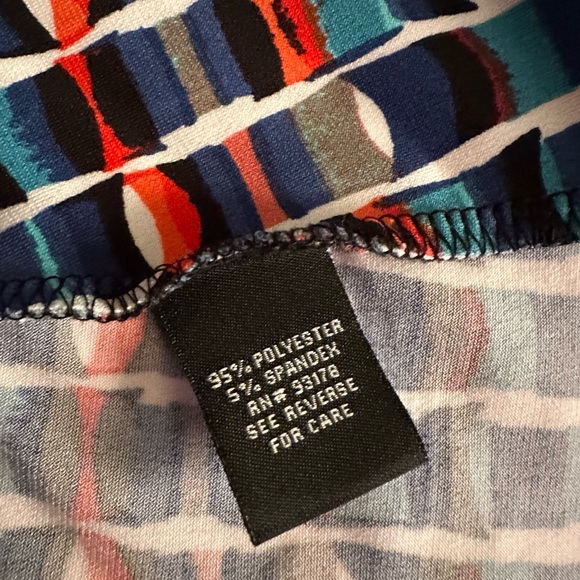 95% POLYESTER
5% SPANDEX
RN# 93178
SEE REVERSE
FOR CARE